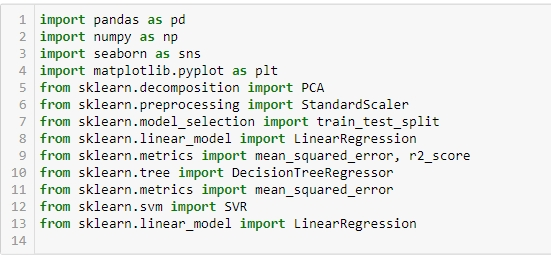 1 import pandas as pd
2 import numpy as np
3 import seaborn as sns
4 import matplotlib.pyplot as plt
5 from sklearn.decomposition import PCA
6 from sklearn.preprocessing import StandardScaler
7 from sklearn.model_selection import train_test_split
8 from sklearn.linear_model import LinearRegression
9 from sklearn.metrics import mean_squared_error, r2_score
10 from sklearn.tree import DecisionTreeRegressor
11 from sklearn.metrics import mean_squared_error
12 from sklearn.svm import SVR
13 from sklearn.linear_model import LinearRegression
14